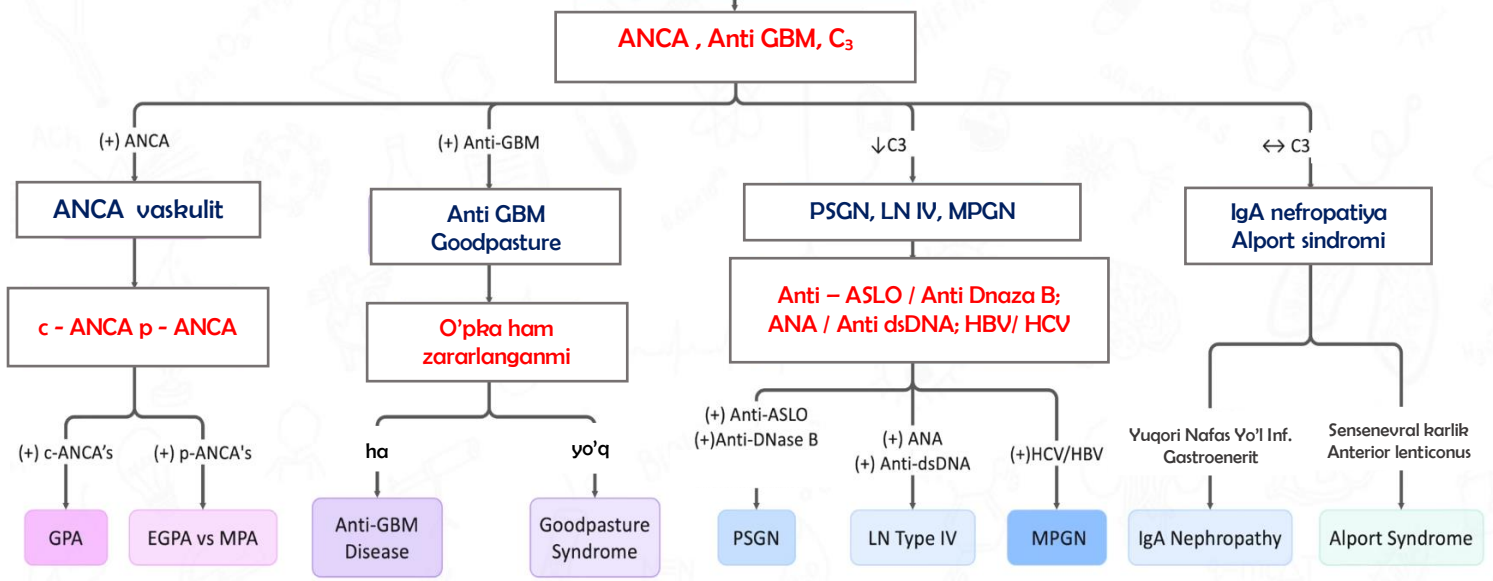 ANCA , Anti GBM, C₃
(+) ANCA
(+) Anti-GBM
↓C3
↔ C3
ANCA vaskulit
Anti GBM
Goodpasture
PSGN, LN IV, MPGN
IgA nefropatiya
Alport sindromi
c - ANCA p - ANCA
O'pka ham
zararlanganmi
Anti – ASLO / Anti Dnaza B;
ANA / Anti dsDNA; HBV/ HCV
(+) c-ANCA's
(+) p-ANCA's
ha
yo'q
(+) Anti-ASLO
(+)Anti-DNase B
(+) ANA
(+) Anti-dsDNA
(+)HCV/HBV
Yuqori Nafas Yo'l Inf.
Gastroenerit
Sensenevral karlik
Anterior lenticonus
GPA
EGPA vs MPA
Anti-GBM
Disease
Goodpasture
Syndrome
PSGN
LN Type IV
MPGN
IgA Nephropathy
Alport Syndrome